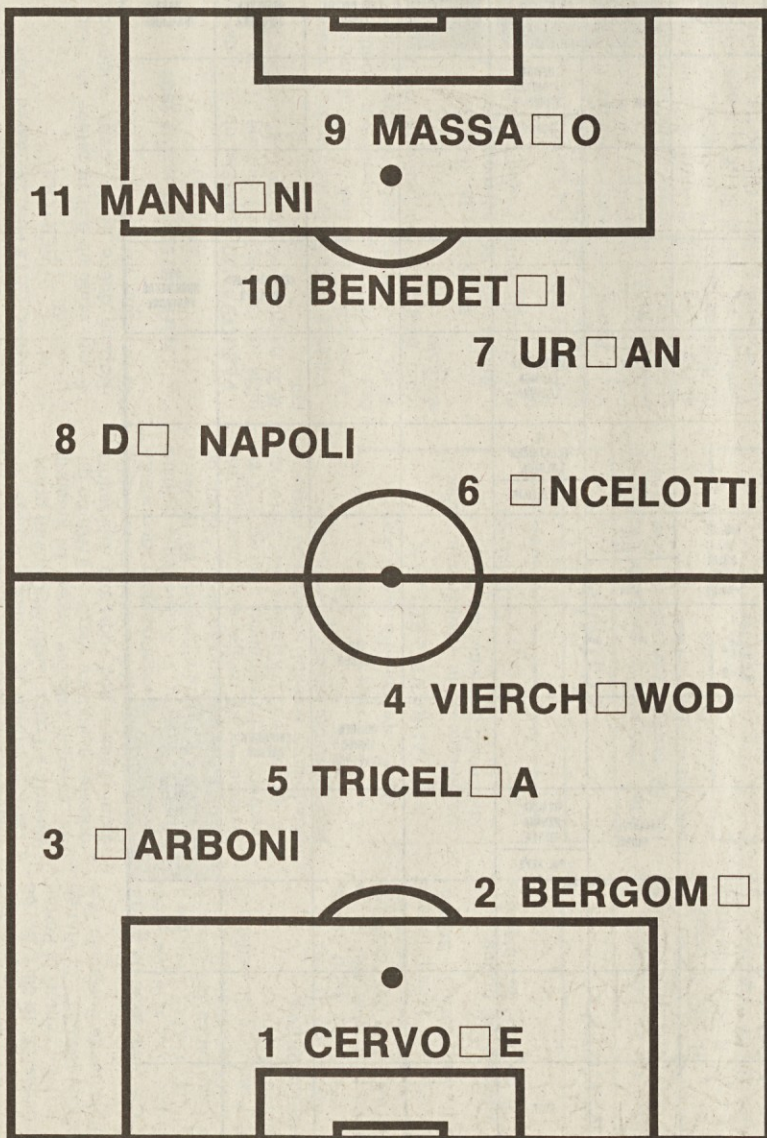 9 MASSA□O
11 MANN□NI
10 BENEDET□I
7 UR□AN
8 D□ NAPOLI
6 □NCELOTTI
4 VIERCH□WOD
5 TRICEL□A
3 □ARBONI
2 BERGOM□
1 CERVO□E